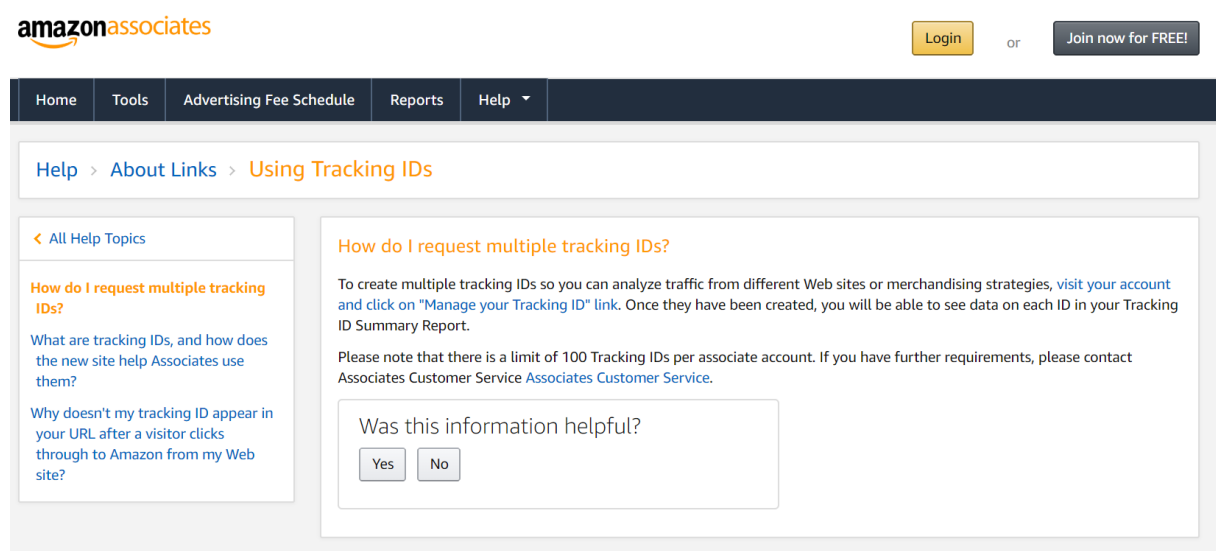 amazonassociates
Login or Join now for FREE!
Home Tools Advertising Fee Schedule Reports Help
Help > About Links > Using Tracking IDs
All Help Topics
How do I request multiple tracking
IDs?
What are tracking IDs, and how does
the new site help Associates use
them?
Why doesn't my tracking ID appear in
your URL after a visitor clicks
through to Amazon from my Web
site?
How do I request multiple tracking IDs?
To create multiple tracking IDs so you can analyze traffic from different Web sites or merchandising strategies, visit your account
and click on "Manage your Tracking ID" link. Once they have been created, you will be able to see data on each ID in your Tracking
ID Summary Report.
Please note that there is a limit of 100 Tracking IDs per associate account. If you have further requirements, please contact
Associates Customer Service Associates Customer Service.
Was this information helpful?
Yes No